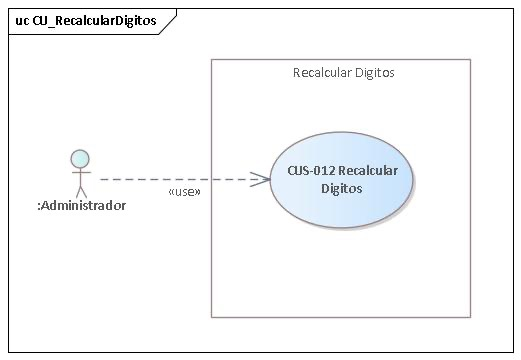 uc CU_RecalcularDigitos
Recalcular Digitos
CUS-012 Recalcular
Digitos
«use»
:Administrador